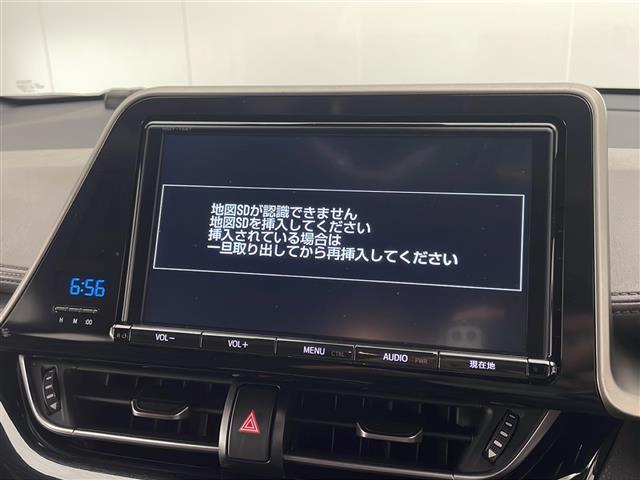 地図SDが認識できません
地図SDを挿入してください
挿入されている場合は
一旦取り出してから再挿入してください
6:56
H M :00
VOL− VOL+ MENU CTRL AUDIO PWR 現在地